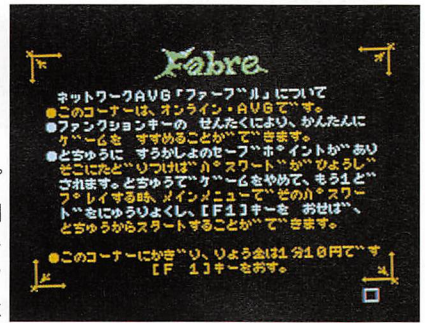 Fabre
ネットワークAVG「ファーブル」について
●このコーナーは、オンライン・AVGです。
●ファンクションキーの せんたくにより、かんたんに
ゲームを すすめることができます。
●とちゅうに すうかしょのセーブポイントがあり
そこにたどりつけばパスワードがひょうじ
されます。とちゅうでゲームをやめて、もう1ど
プレイする時、メインメニューでそのパスワー
ドをにゅうりょくし、[F1]キーを おせば、
とちゅうからスタートすることができます。
●このコーナーにかぎり、りょう金は1分10円です
[F 1]キーをおす。